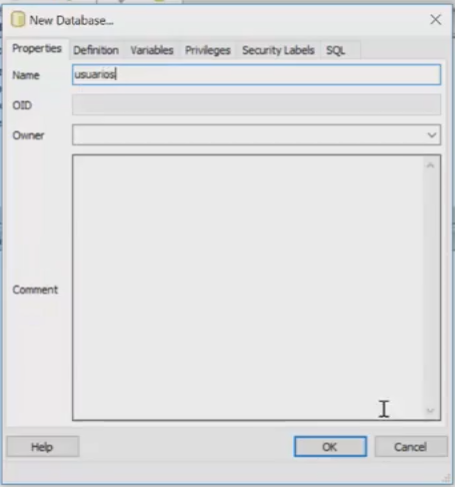 New Database...
Properties Definition Variables Privileges Security Labels SQL
Name usuarios
OID
Owner
Comment
Help OK Cancel